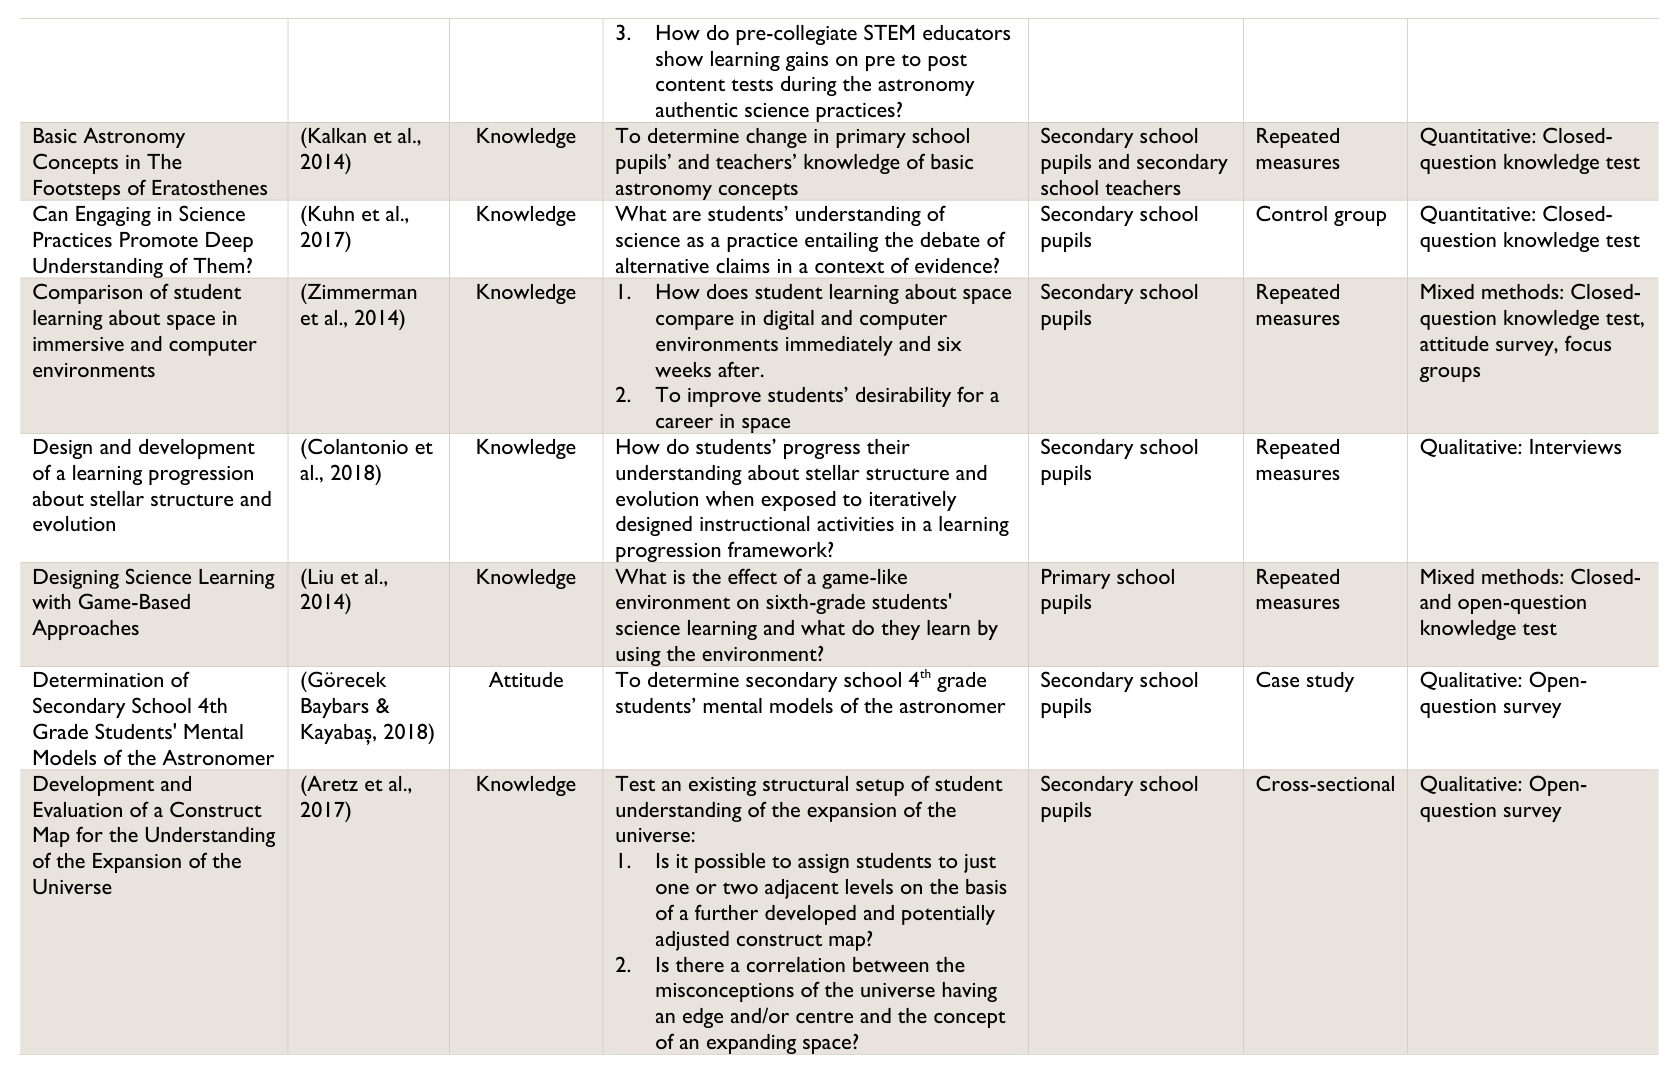 3. How do pre-collegiate STEM educators
show learning gains on pre to post
content tests during the astronomy
authentic science practices?
Basic Astronomy
Concepts in The
Footsteps of Eratosthenes
(Kalkan et al.,
2014)
Knowledge
To determine change in primary school
pupils’ and teachers’ knowledge of basic
astronomy concepts
Secondary school
pupils and secondary
school teachers
Repeated
measures
Quantitative: Closed-
question knowledge test
Can Engaging in Science
Practices Promote Deep
Understanding of Them?
(Kuhn et al.,
2017)
Knowledge
What are students’ understanding of
science as a practice entailing the debate of
alternative claims in a context of evidence?
Secondary school
pupils
Control group
Quantitative: Closed-
question knowledge test
Comparison of student
learning about space in
immersive and computer
environments
(Zimmerman
et al., 2014)
Knowledge
1. How does student learning about space
compare in digital and computer
environments immediately and six
weeks after.
2. To improve students’ desirability for a
career in space
Secondary school
pupils
Repeated
measures
Mixed methods: Closed-
question knowledge test,
attitude survey, focus
groups
Design and development
of a learning progression
about stellar structure and
evolution
(Colantonio et
al., 2018)
Knowledge
How do students’ progress their
understanding about stellar structure and
evolution when exposed to iteratively
designed instructional activities in a learning
progression framework?
Secondary school
pupils
Repeated
measures
Qualitative: Interviews
Designing Science Learning
with Game-Based
Approaches
(Liu et al.,
2014)
Knowledge
What is the effect of a game-like
environment on sixth-grade students'
science learning and what do they learn by
using the environment?
Primary school
pupils
Repeated
measures
Mixed methods: Closed-
and open-question
knowledge test
Determination of
Secondary School 4th
Grade Students' Mental
Models of the Astronomer
(Görecek
Baybars &
Kayabaş, 2018)
Attitude
To determine secondary school 4th grade
students’ mental models of the astronomer
Secondary school
pupils
Case study
Qualitative: Open-
question survey
Development and
Evaluation of a Construct
Map for the Understanding
of the Expansion of the
Universe
(Aretz et al.,
2017)
Knowledge
Test an existing structural setup of student
understanding of the expansion of the
universe:
1. Is it possible to assign students to just
one or two adjacent levels on the basis
of a further developed and potentially
adjusted construct map?
2. Is there a correlation between the
misconceptions of the universe having
an edge and/or centre and the concept
of an expanding space?
Secondary school
pupils
Cross-sectional
Qualitative: Open-
question survey